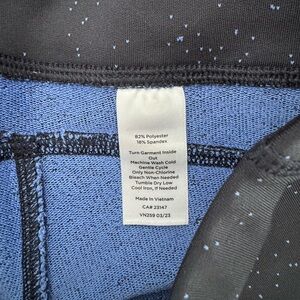 82% Polyester
18% Spandex
Turn Garment Inside
Out
Machine Wash Cold
Gentle Cycle
Only Non-Chlorine
Bleach When Needed
Tumble Dry Low
Cool Iron, if Needed
Made in Vietnam
CA# 23147
VN259 03/23